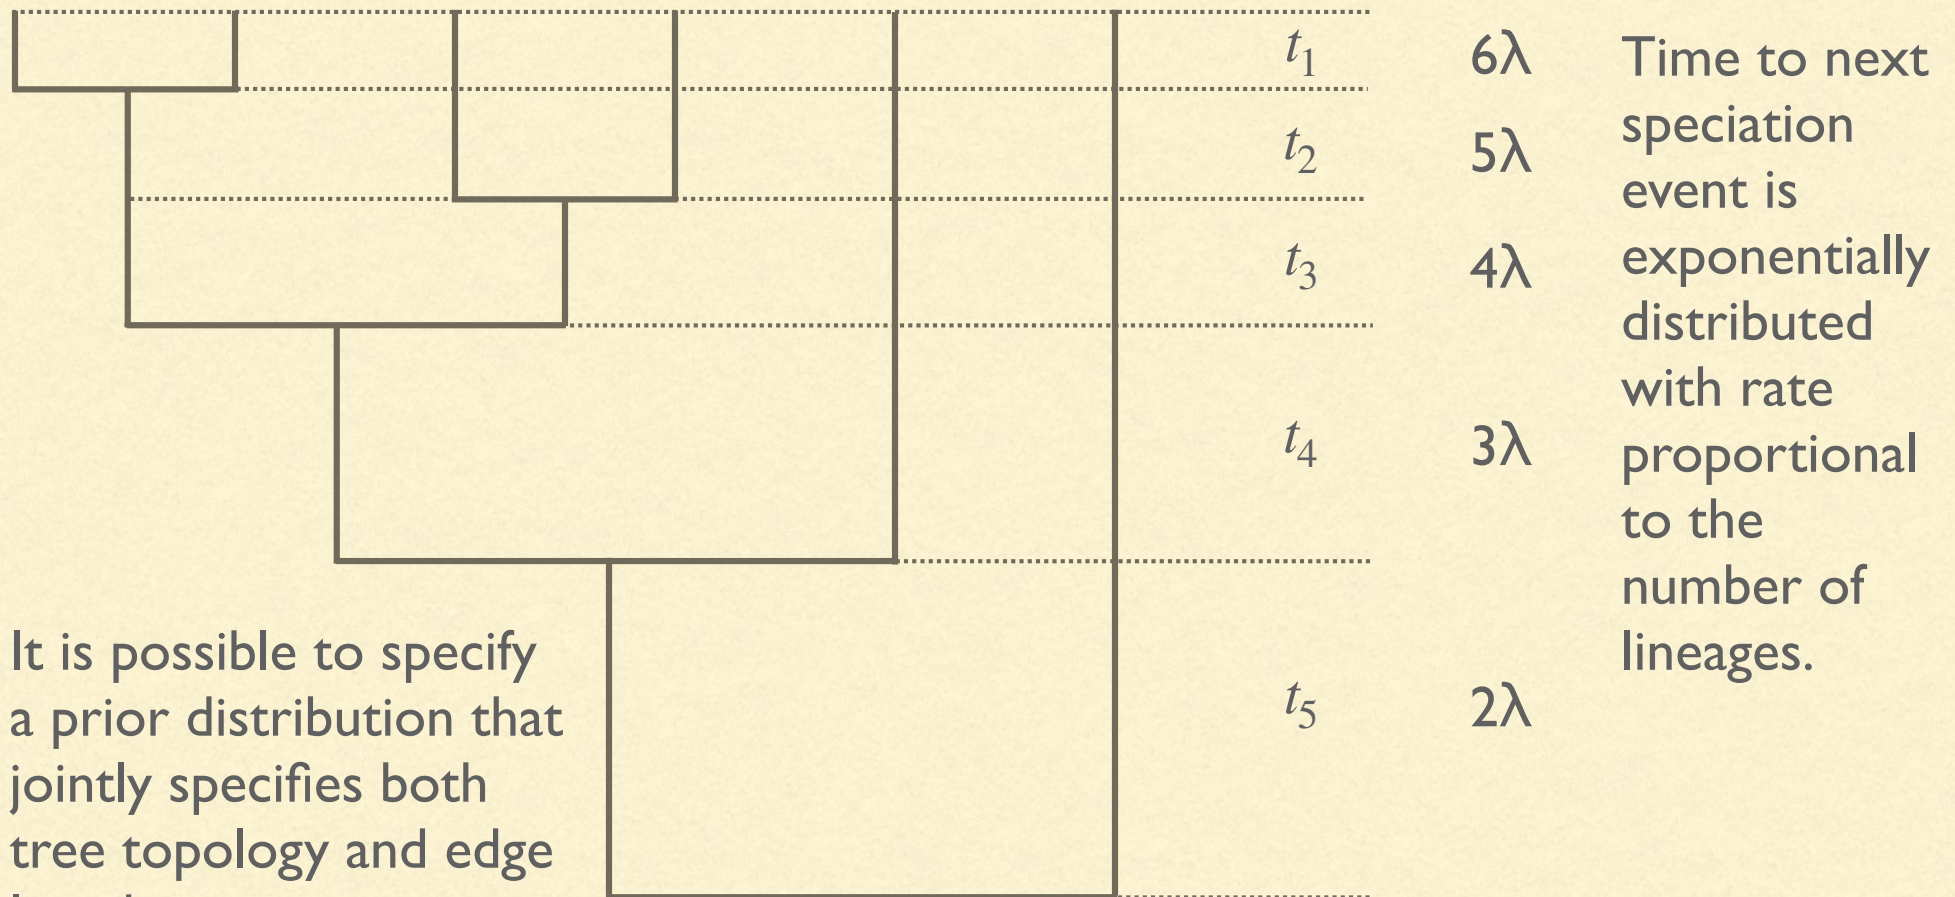 t1 6λ
t2 5λ
t3 4λ
t4 3λ
t5 2λ
Time to next
speciation
event is
exponentially
distributed
with rate
proportional
to the
number of
lineages.
It is possible to specify
a prior distribution that
jointly specifies both
tree topology and edge